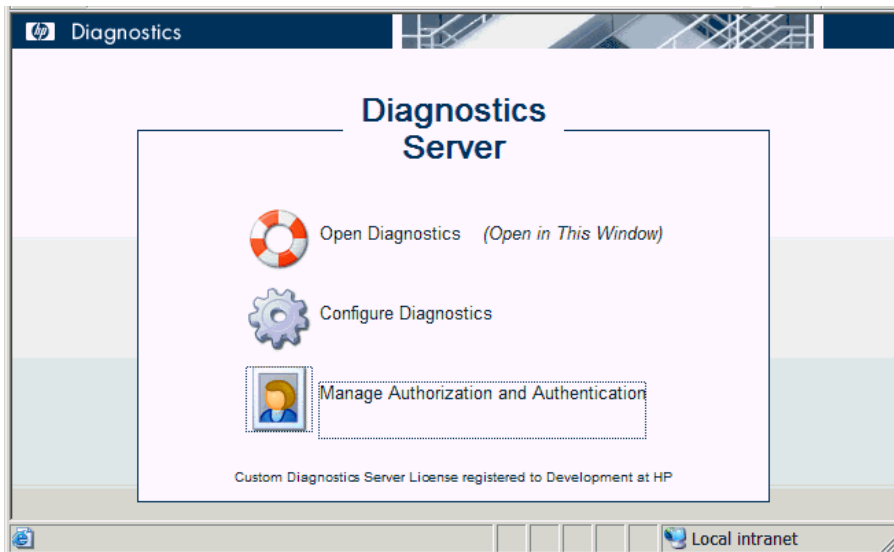 hp Diagnostics
Diagnostics
Server
Open Diagnostics (Open in This Window)
Configure Diagnostics
Manage Authorization and Authentication
Custom Diagnostics Server License registered to Development at HP
Local intranet